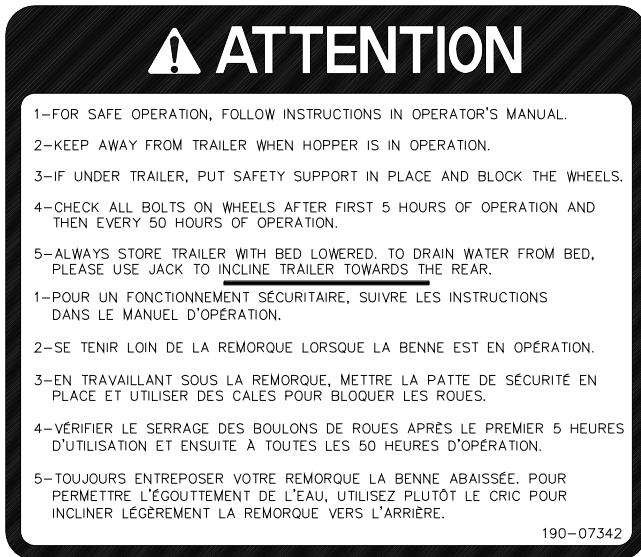 ATTENTION
1-FOR SAFE OPERATION, FOLLOW INSTRUCTIONS IN OPERATOR'S MANUAL.
2-KEEP AWAY FROM TRAILER WHEN HOPPER IS IN OPERATION.
3-IF UNDER TRAILER, PUT SAFETY SUPPORT IN PLACE AND BLOCK THE WHEELS.
4-CHECK ALL BOLTS ON WHEELS AFTER FIRST 5 HOURS OF OPERATION AND
THEN EVERY 50 HOURS OF OPERATION.
5-ALWAYS STORE TRAILER WITH BED LOWERED. TO DRAIN WATER FROM BED,
PLEASE USE JACK TO INCLINE TRAILER TOWARDS THE REAR.
1-POUR UN FONCTIONNEMENT SÉCURITAIRE, SUIVRE LES INSTRUCTIONS
DANS LE MANUEL D'OPÉRATION.
2-SE TENIR LOIN DE LA REMORQUE LORSQUE LA BENNE EST EN OPÉRATION.
3-EN TRAVAILLANT SOUS LA REMORQUE, METTRE LA PATTE DE SÉCURITÉ EN
PLACE ET UTILISER DES CALES POUR BLOQUER LES ROUES.
4-VÉRIFIER LE SERRAGE DES BOULONS DE ROUES APRÈS LE PREMIER 5 HEURES
D'UTILISATION ET ENSUITE À TOUTES LES 50 HEURES D'OPÉRATION.
5-TOUJOURS ENTREPOSER VOTRE REMORQUE LA BENNE ABAISSÉE. POUR
PERMETTRE L'ÉGOUTTEMENT DE L'EAU, UTILISEZ PLUTÔT LE CRIC POUR
INCLINER LÉGÈREMENT LA REMORQUE VERS L'ARRIÈRE.
190-07342